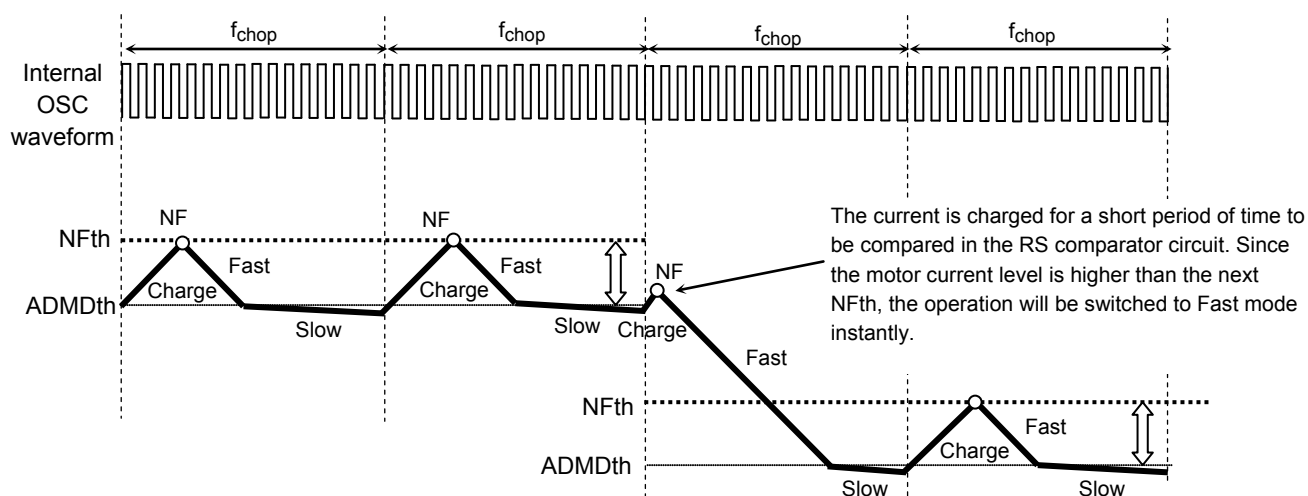 fchop fchop fchop fchop
Internal
OSC
waveform
The current is charged for a short period of time to
be compared in the RS comparator circuit. Since
the motor current level is higher than the next
NFth, the operation will be switched to Fast mode
instantly.
NF NF
NFth
NF
Fast Fast
Charge Charge
ADMDth
Slow Slow Charge
Fast
NFth
Fast
Charge
ADMDth
Slow Slow